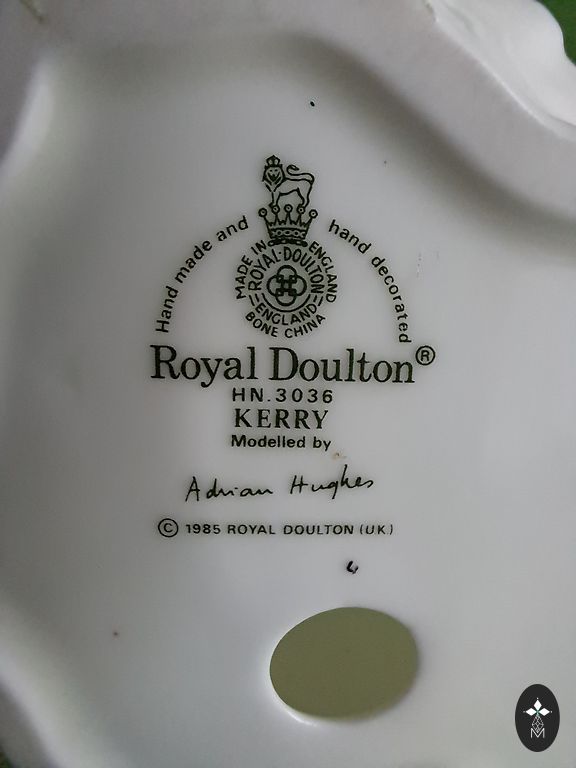 Hand made and hand decorated
MADE IN ENGLAND
ROYAL·DOULTON
ENGLAND
BONE CHINA
Royal Doulton®
HN.3036
KERRY
Modelled by
Adrian Hughes
© 1985 ROYAL DOULTON (U.K.)
4
M